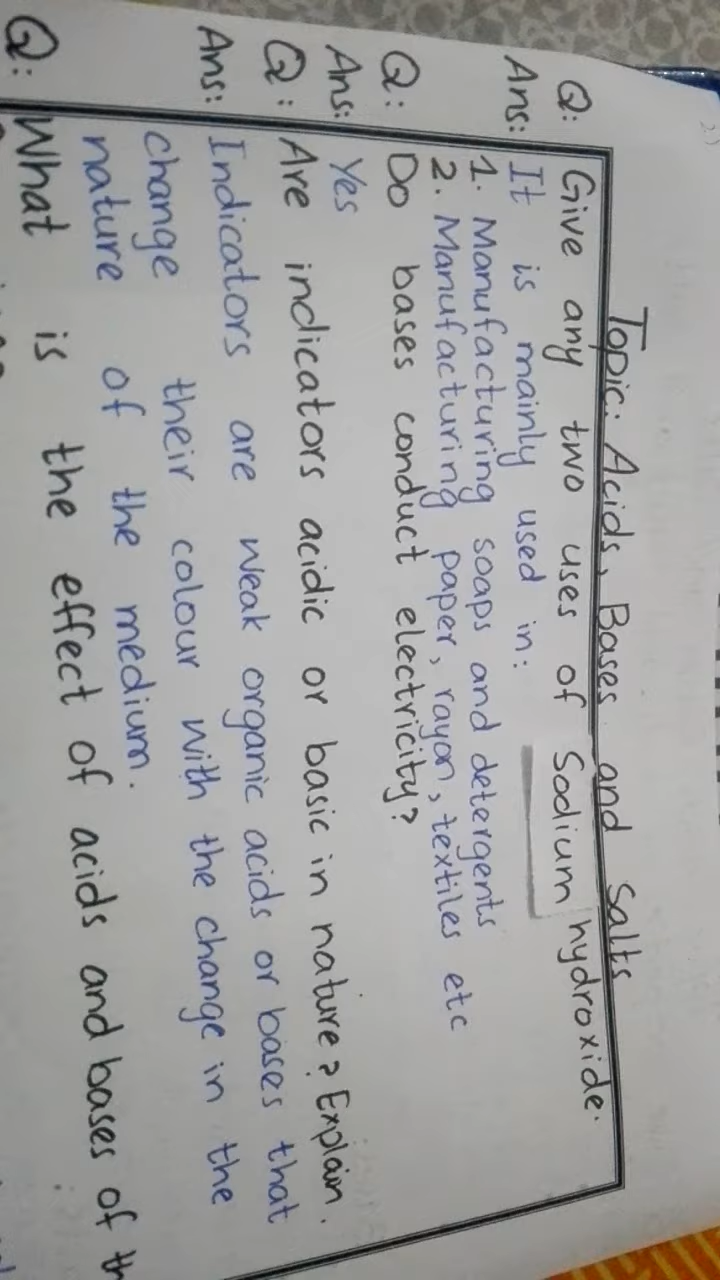 Topic: Acids, Bases and Salts
Q: Give any two uses of Sodium hydroxide.
Ans: It is mainly used in:
1. Manufacturing soaps and detergents
2. Manufacturing paper, rayon, textiles etc
Q: Do bases conduct electricity?
Ans: Yes
Q: Are indicators acidic or basic in nature? Explain.
Ans: Indicators are weak organic acids or bases that
change their colour with the change in the
nature of the medium.
Q: What is the effect of acids and bases of